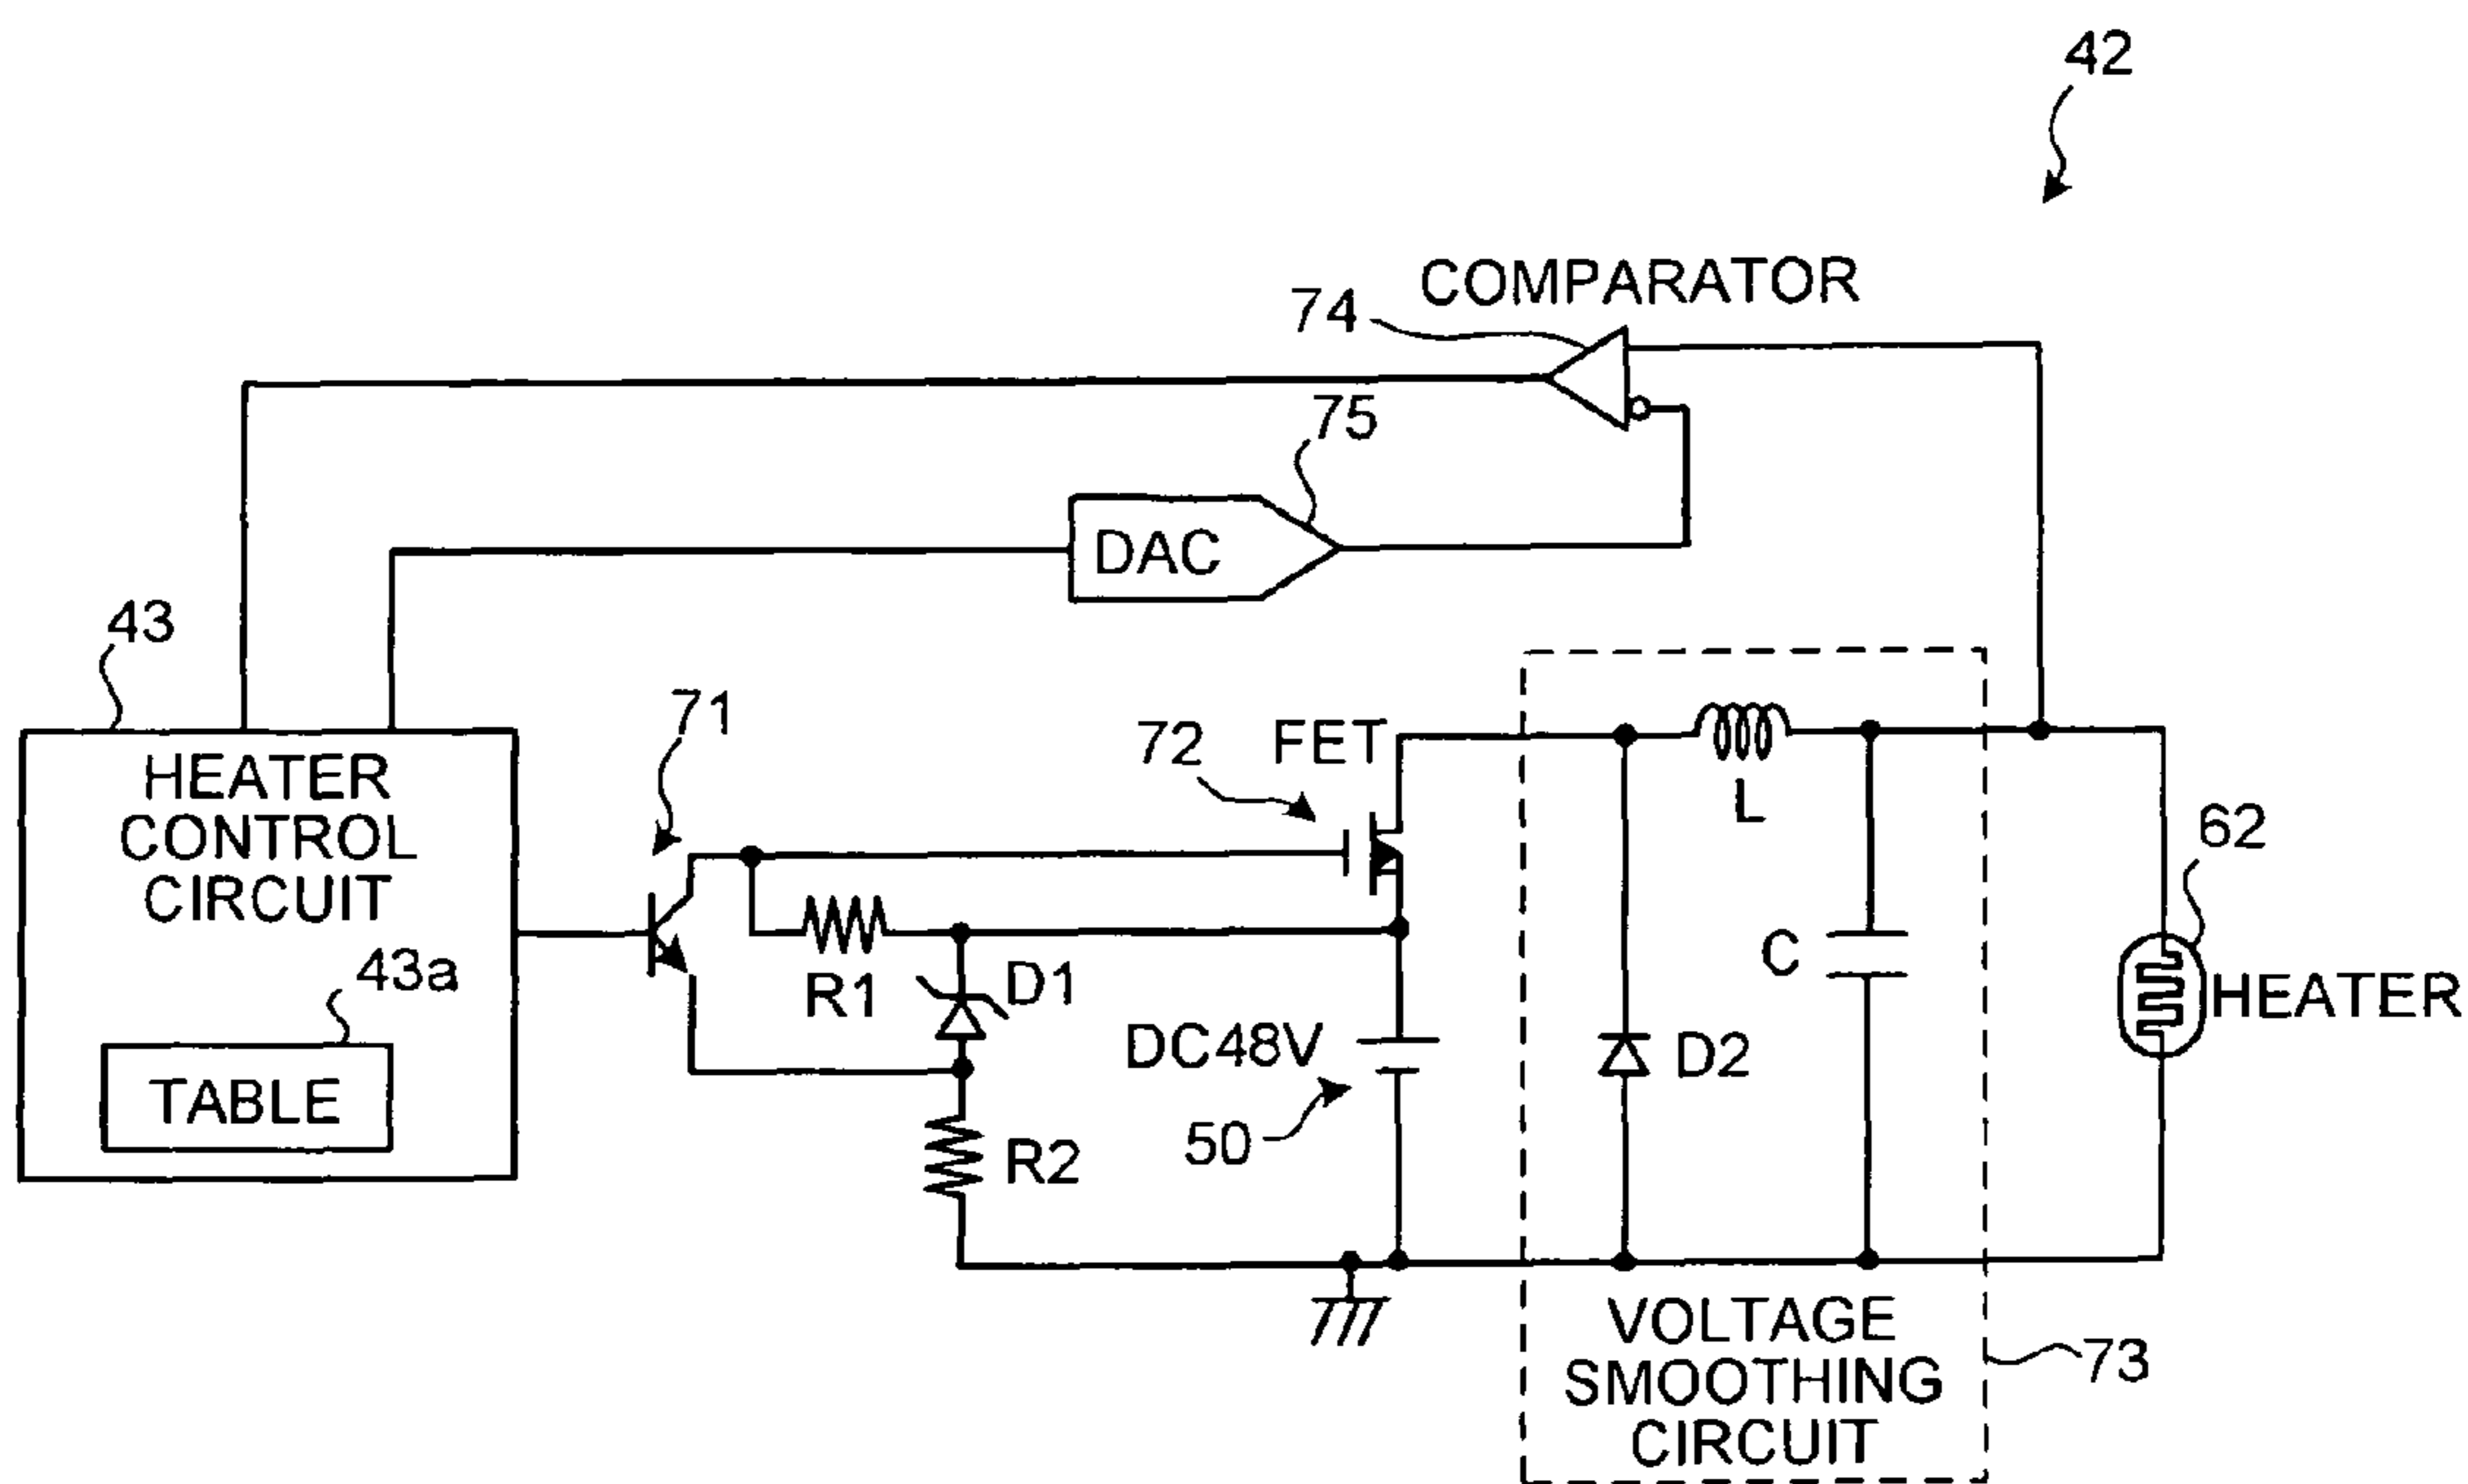 42
COMPARATOR
74
75
DAC
43
HEATER
CONTROL
CIRCUIT
43a
TABLE
71
72
FET
R1
D1
R2
DC48V
50
L
C
D2
62
HEATER
VOLTAGE
SMOOTHING
CIRCUIT
73